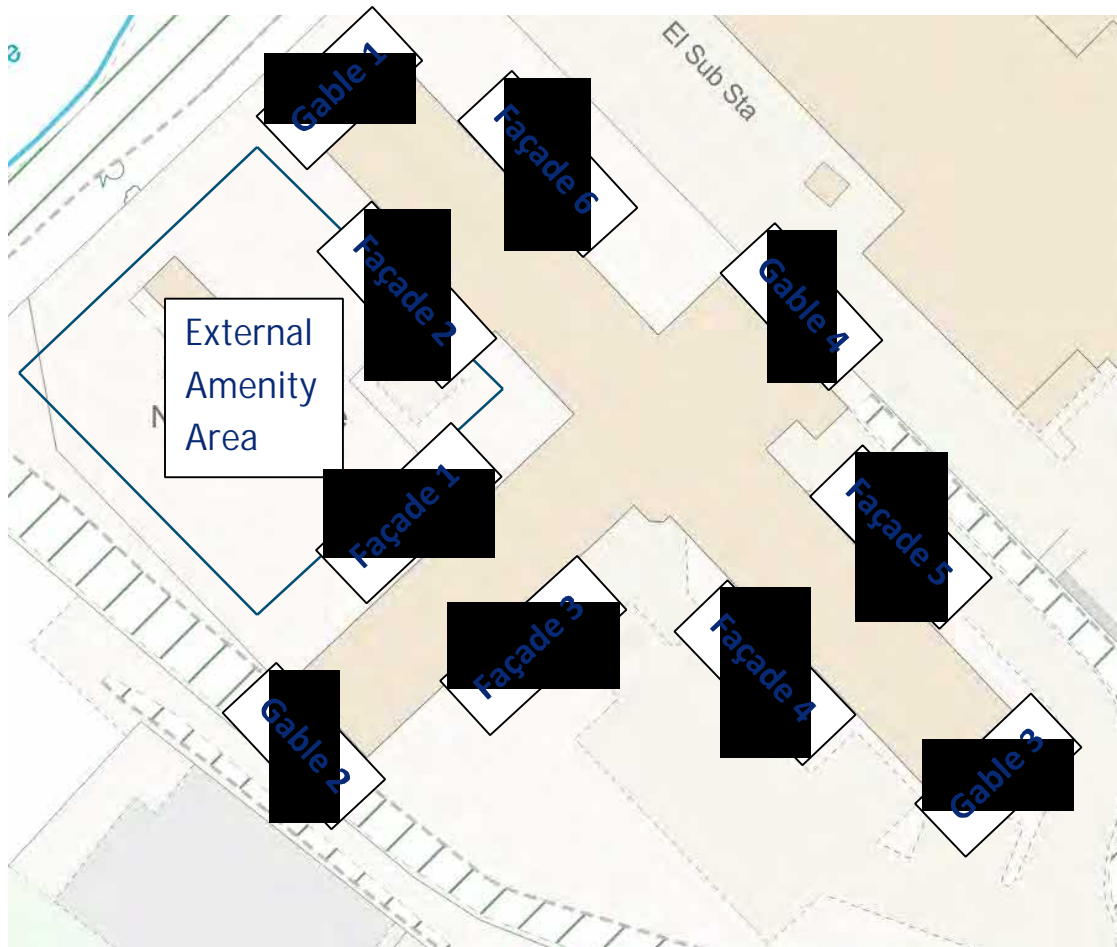 e
El Sub Sta
Gable 1
Façade 6
Façade 2
Gable 4
External
Amenity
Area
N
e
Façade 1
Façade 5
Façade 3
Façade 4
Gable 2
Gable 3